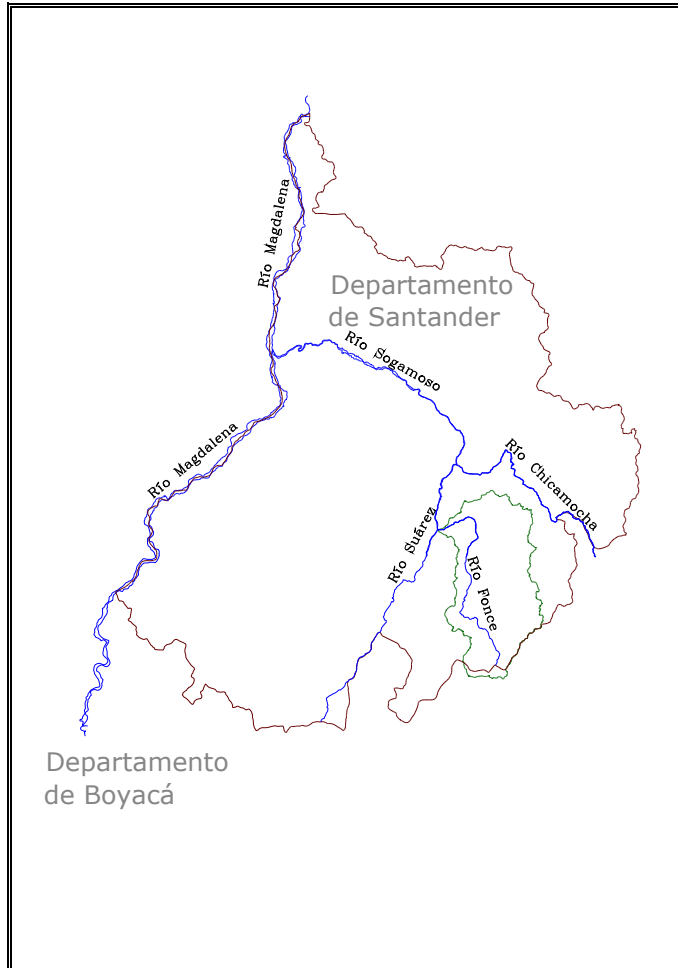 Río Magdalena
Departamento
de Santander
Río Sogamoso
Río Magdalena
Río Chicamocha
Río Suárez
Río Fonce
Departamento
de Boyacá